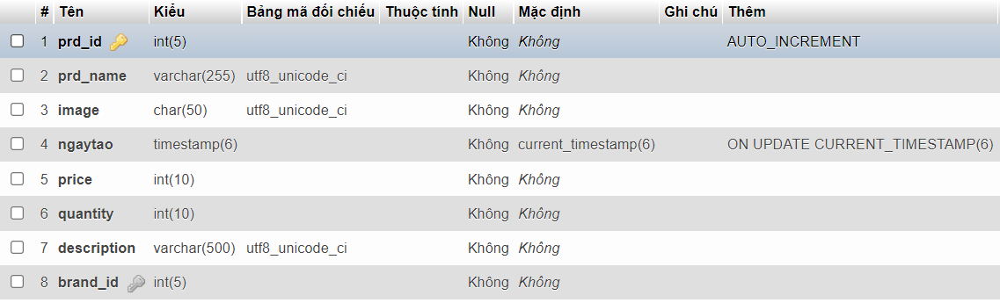 # Tên Kiểu Bảng mã đối chiếu Thuộc tính Null Mặc định Ghi chú Thêm
1 prd_id int(5) Không Không AUTO_INCREMENT
2 prd_name varchar(255) utf8_unicode_ci Không Không
3 image char(50) utf8_unicode_ci Không Không
4 ngaytao timestamp(6) Không current_timestamp(6) ON UPDATE CURRENT_TIMESTAMP(6)
5 price int(10) Không Không
6 quantity int(10) Không Không
7 description varchar(500) utf8_unicode_ci Không Không
8 brand_id int(5) Không Không